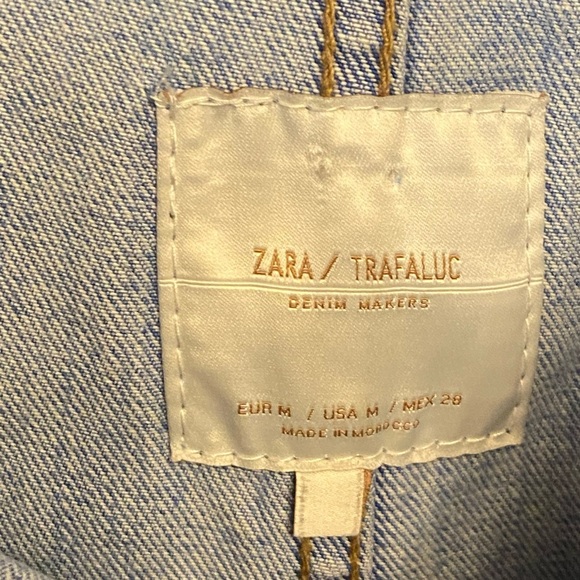 ZARA / TRAFALUC
DENIM MAKERS
EUR M / USA M / MEX 28
MADE IN MOROCCO